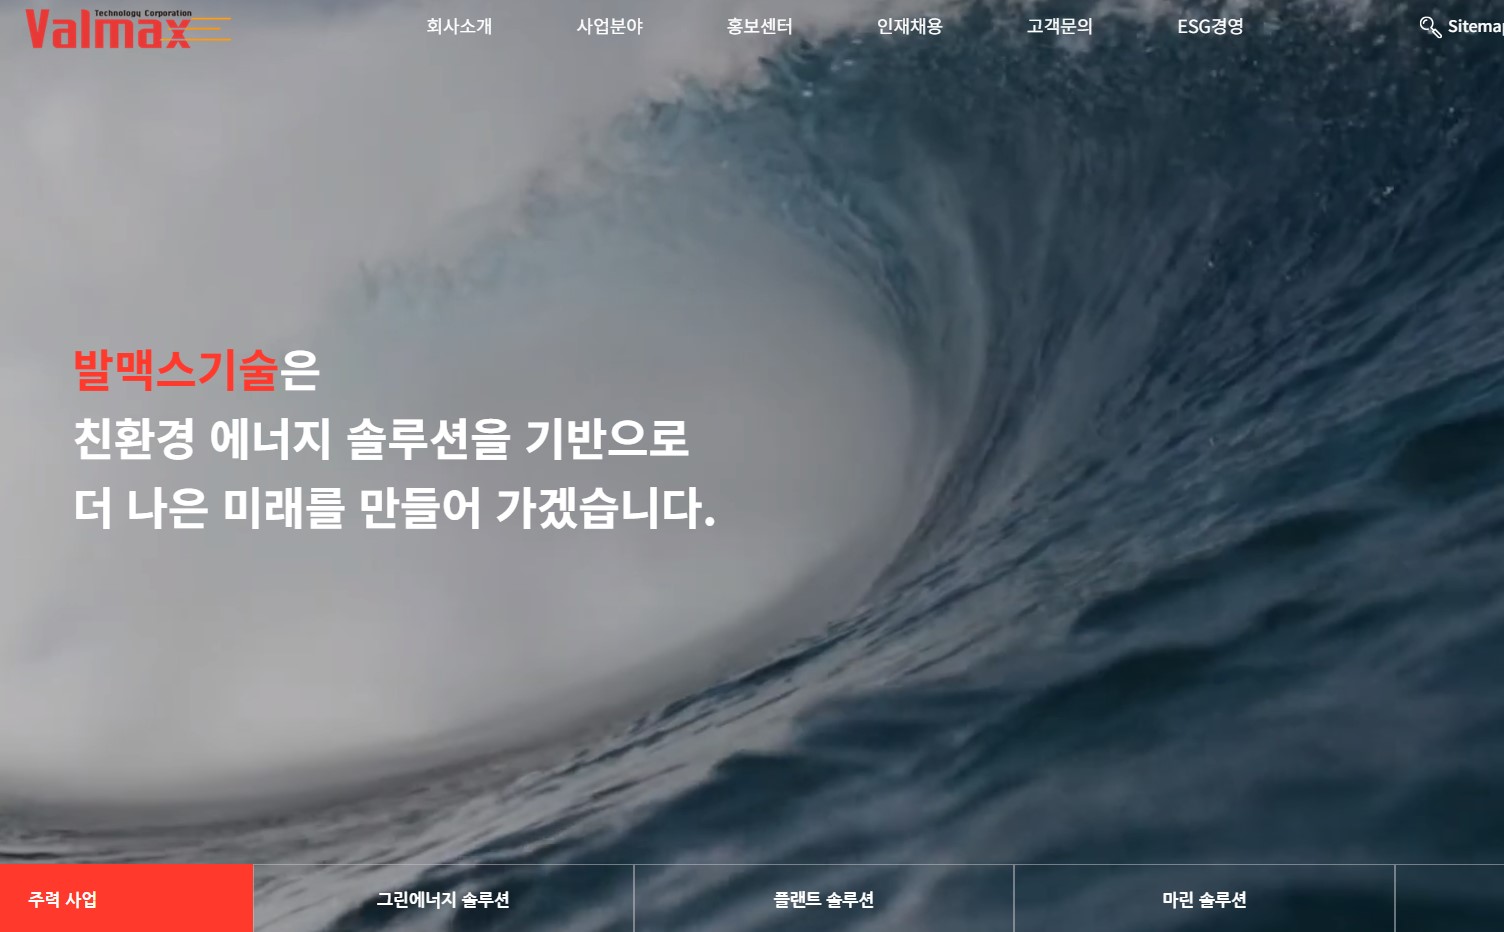 Valmax Technology Corporation
회사소개 사업분야 홍보센터 인재채용 고객문의 ESG경영 Sitemap
발맥스기술은
친환경 에너지 솔루션을 기반으로
더 나은 미래를 만들어 가겠습니다.
주력 사업 그린에너지 솔루션 플랜트 솔루션 마린 솔루션